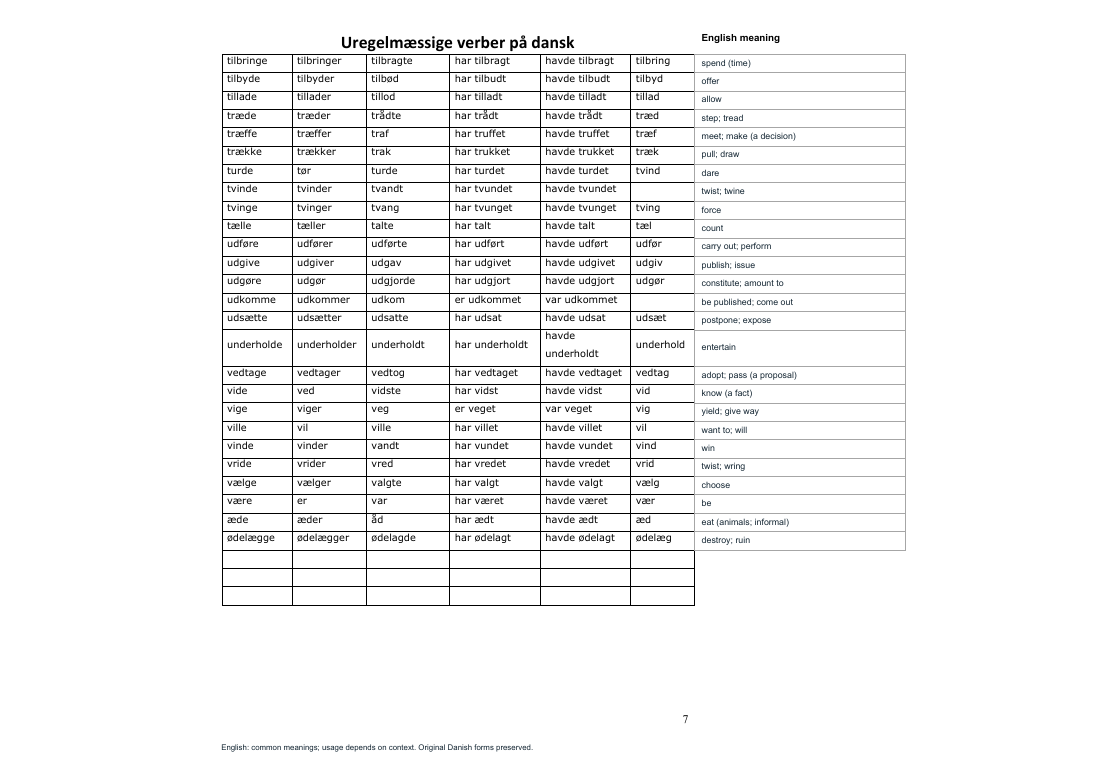 Uregelmæssige verber på dansk English meaning
tilbringe tilbringer tilbragte har tilbragt havde tilbragt tilbring spend (time)
tilbyde tilbyder tilbød har tilbudt havde tilbudt tilbyd offer
tillade tillader tillod har tilladt havde tilladt tillad allow
træde træder trådte har trådt havde trådt træd step; tread
træffe træffer traf har truffet havde truffet træf meet; make (a decision)
trække trækker trak har trukket havde trukket træk pull; draw
turde tør turde har turdet havde turdet tvind dare
tvinde tvinder tvandt har tvundet havde tvundet twist; twine
tvinge tvinger tvang har tvunget havde tvunget tving force
tælle tæller talte har talt havde talt tæl count
udføre udfører udførte har udført havde udført udfør carry out; perform
udgive udgiver udgav har udgivet havde udgivet udgiv publish; issue
udgøre udgør udgjorde har udgjort havde udgjort udgør constitute; amount to
udkomme udkommer udkom er udkommet var udkommet be published; come out
udsætte udsætter udsatte har udsat havde udsat udsæt postpone; expose
underholde underholder underholdt har underholdt havde underholdt underhold entertain
vedtage vedtager vedtog har vedtaget havde vedtaget vedtag adopt; pass (a proposal)
vide ved vidste har vidst havde vidst vid know (a fact)
vige viger veg er veget var veget vig yield; give way
ville vil ville har villet havde villet vil want to; will
vinde vinder vandt har vundet havde vundet vind win
vride vrider vred har vredet havde vredet vrid twist; wring
vælge vælger valgte har valgt havde valgt vælg choose
være er var har været havde været vær be
æde æder åd har ædt havde ædt æd eat (animals; informal)
ødelægge ødelægger ødelagde har ødelagt havde ødelagt ødelæg destroy; ruin
7
English: common meanings; usage depends on context. Original Danish forms preserved.